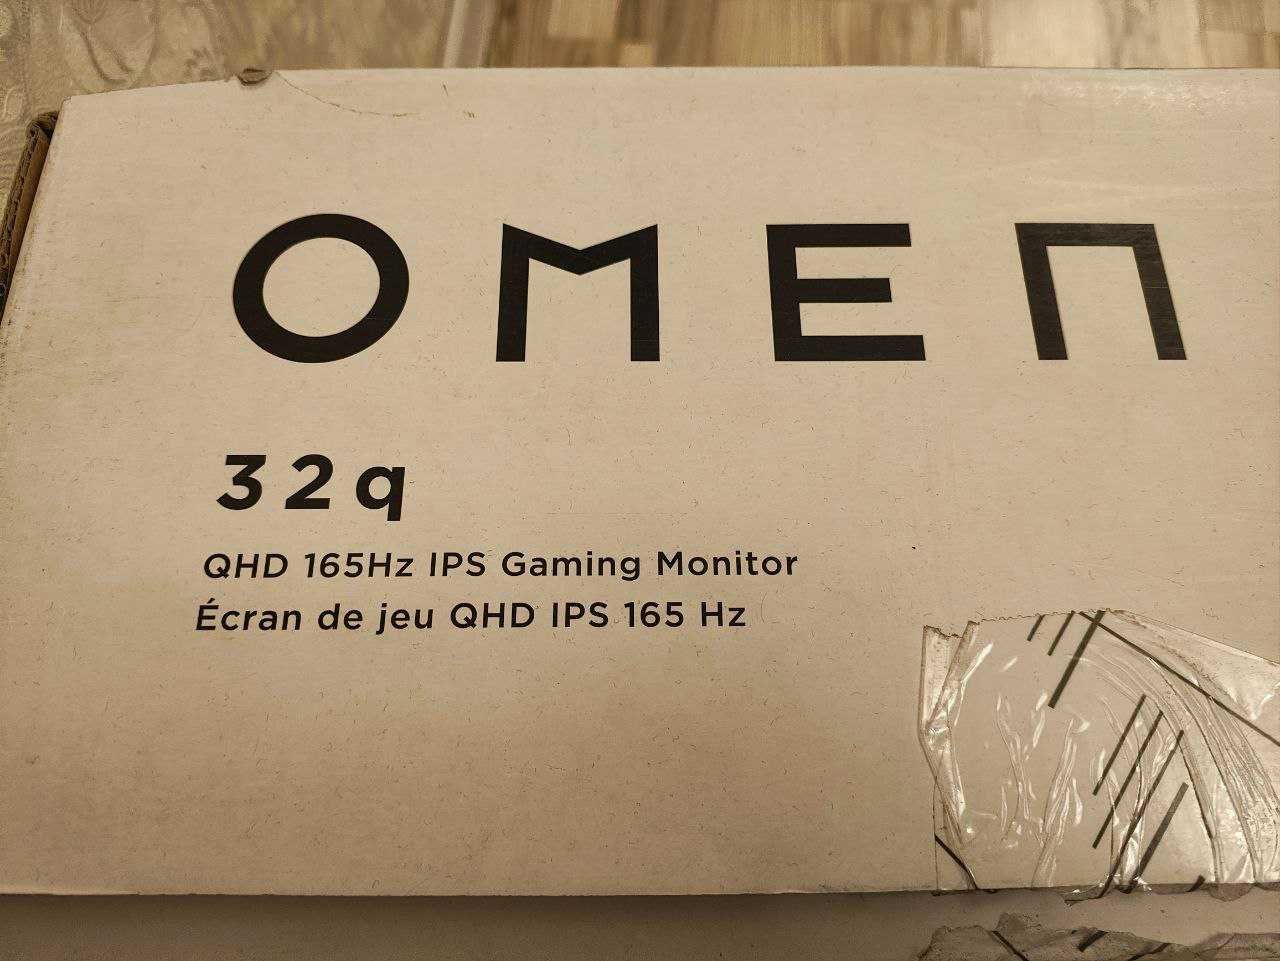 OMEN
32q
QHD 165Hz IPS Gaming Monitor
Écran de jeu QHD IPS 165 Hz